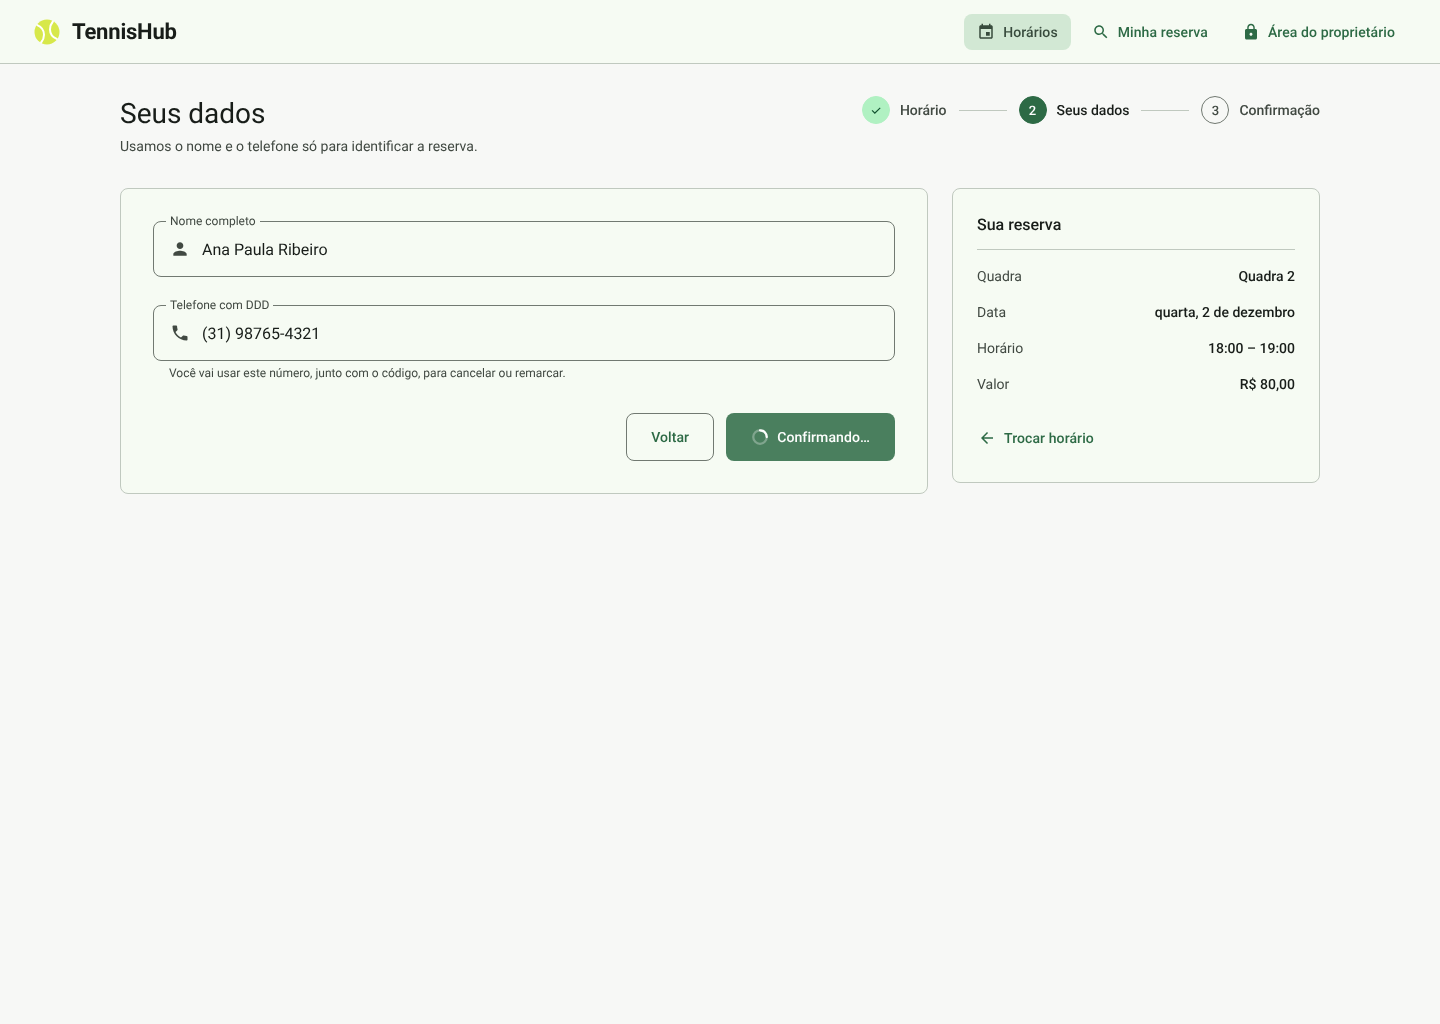 TennisHub
Horários
Minha reserva
Área do proprietário
Seus dados
Usamos o nome e o telefone só para identificar a reserva.
Horário
2
Seus dados
3
Confirmação
Nome completo
Ana Paula Ribeiro
Telefone com DDD
(31) 98765-4321
Você vai usar este número, junto com o código, para cancelar ou remarcar.
Voltar
Confirmando…
Sua reserva
Quadra Quadra 2
Data quarta, 2 de dezembro
Horário 18:00 – 19:00
Valor R$ 80,00
Trocar horário